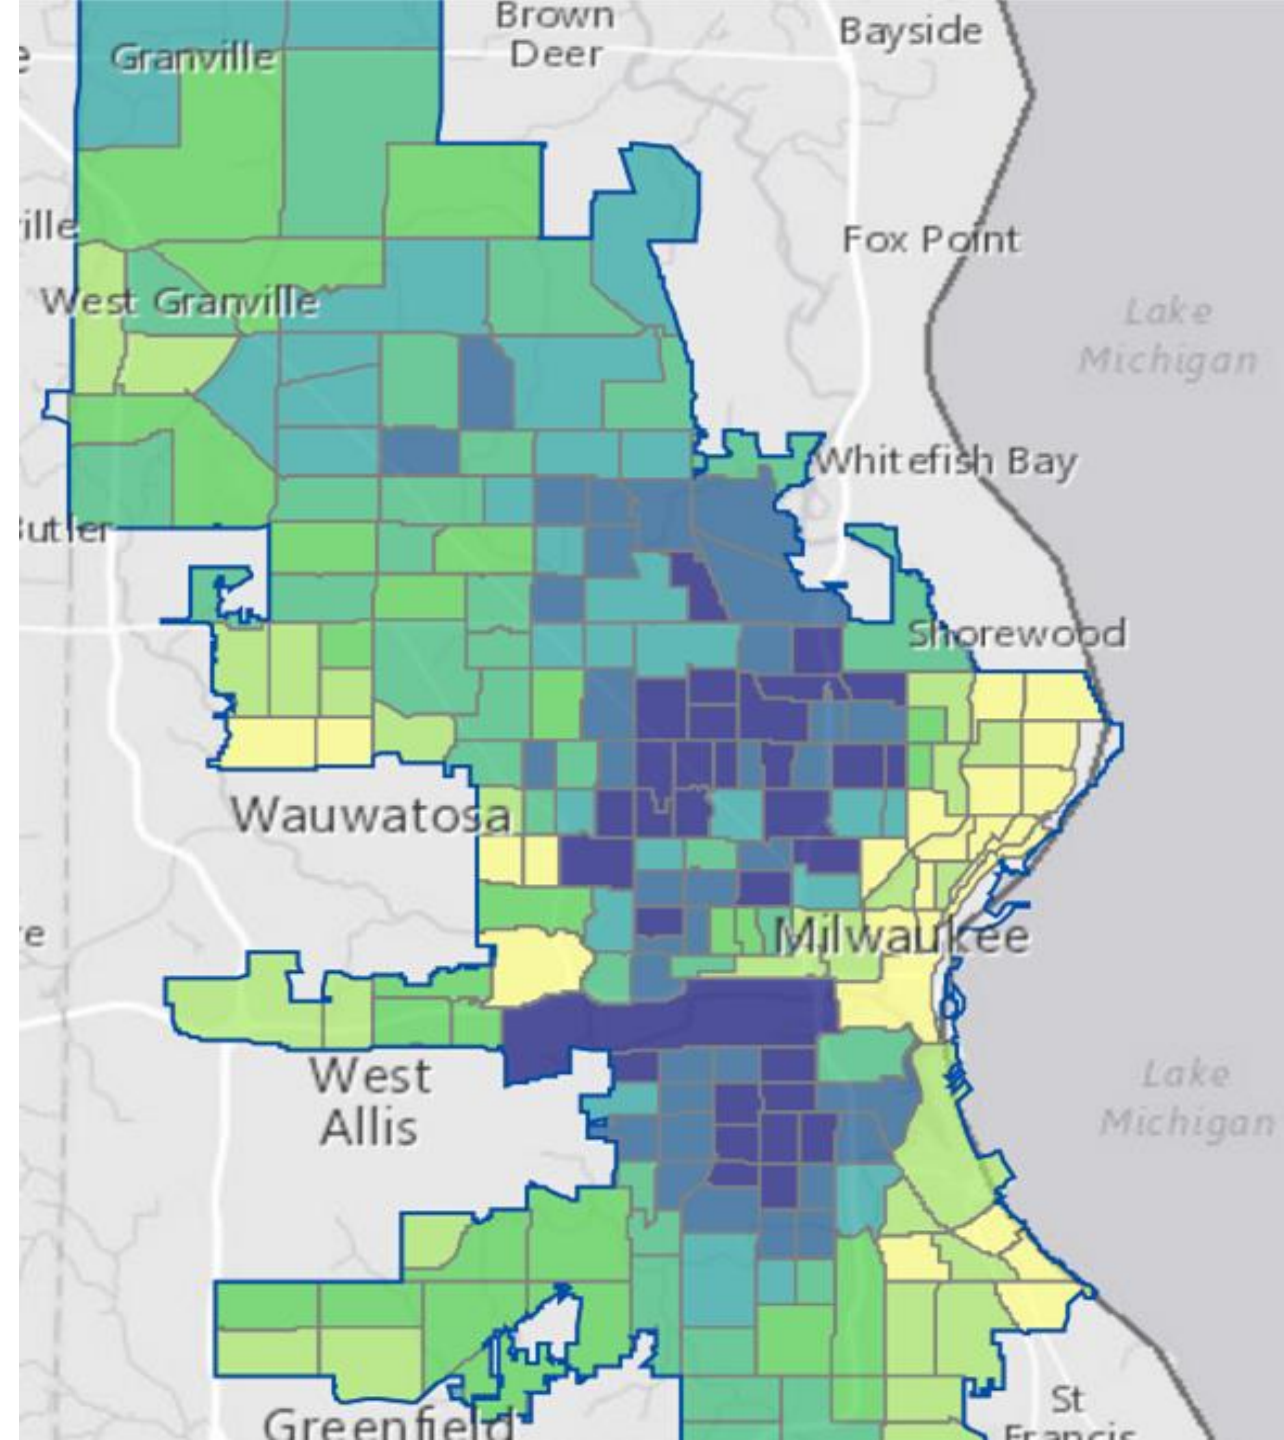 Brown
Deer
Bayside
Granville
Fox Point
West Granville
Lake
Michigan
Whitefish Bay
Shorewood
Wauwatosa
Milwaukee
West
Allis
Lake
Michigan
St
Francis
Greenfield